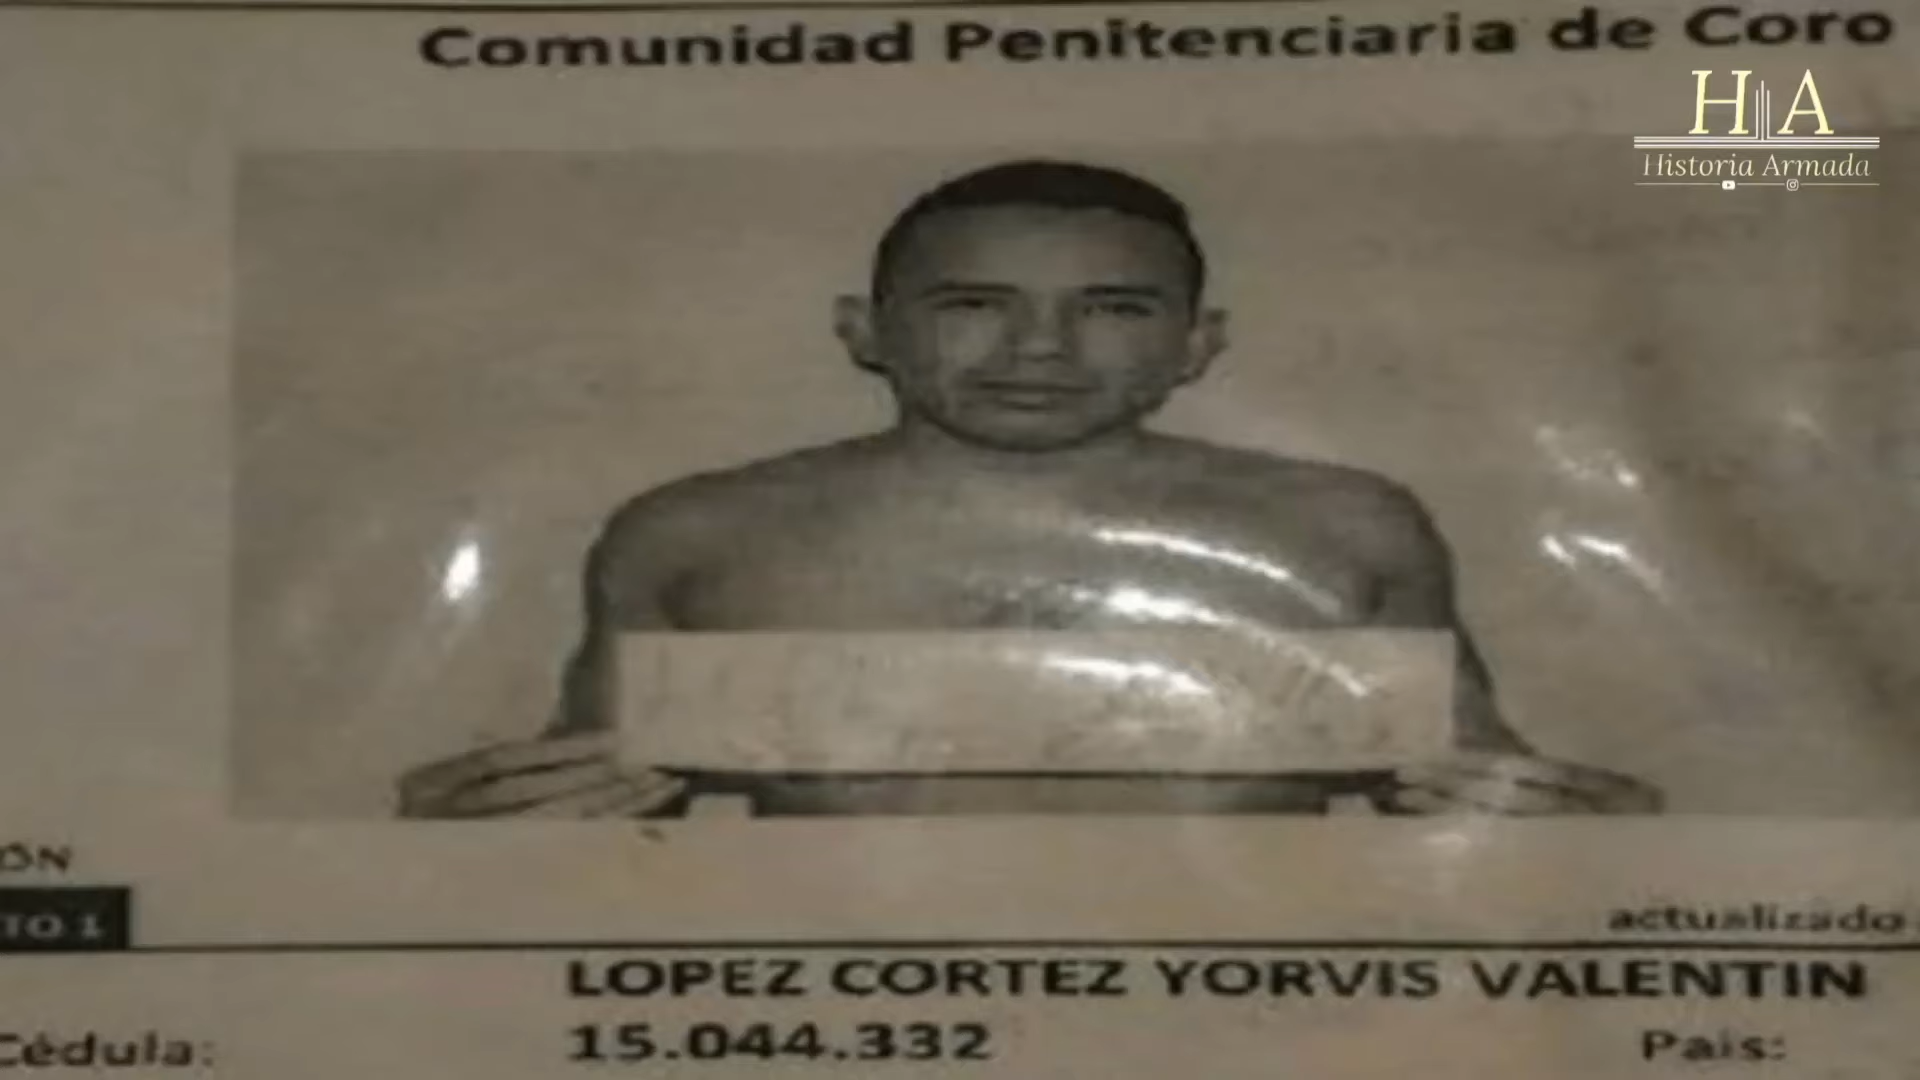 Comunidad Penitenciaria de Coro
HA
Historia Armada
ÓN
TO 1
actualizado
LOPEZ CORTEZ YORVIS VALENTIN
Cédula:
15.044.332
Pais: